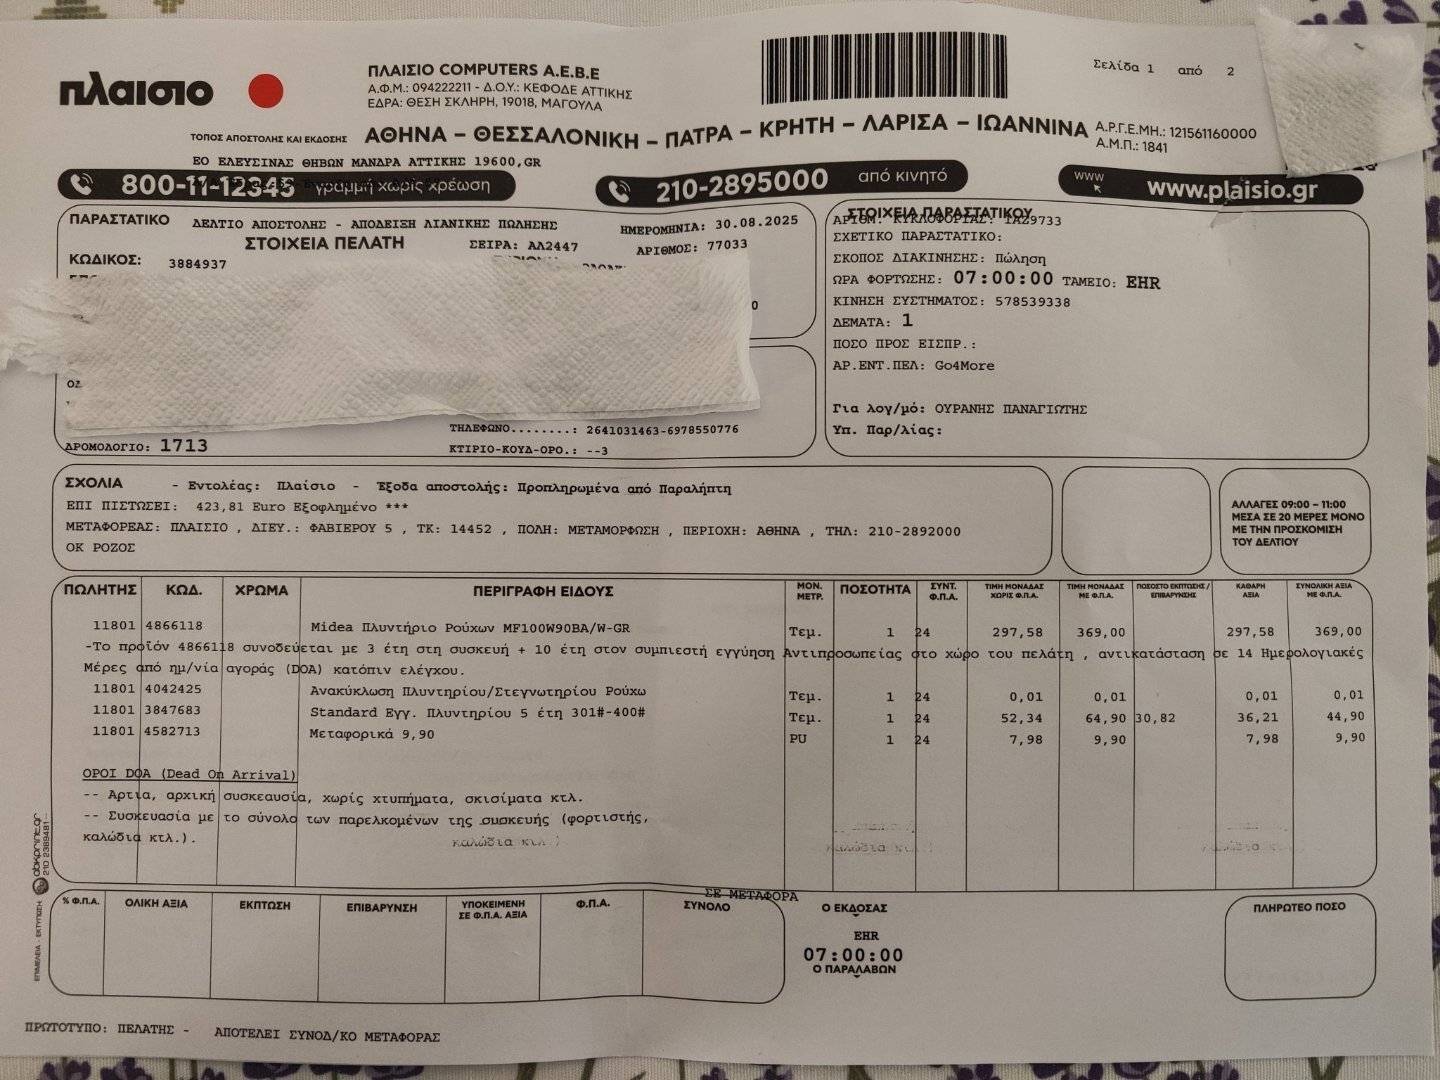 πλαισιο
ΠΛΑΙΣΙΟ COMPUTERS A.E.B.E
Α.Φ.Μ.: 094222211 - Δ.Ο.Υ.: ΚΕΦΟΔΕ ΑΤΤΙΚΗΣ
ΕΔΡΑ: ΘΕΣΗ ΣΚΛΗΡΗ, 19018, ΜΑΓΟΥΛΑ
Σελίδα 1 από 2
ΤΟΠΟΣ ΑΠΟΣΤΟΛΗΣ ΚΑΙ ΕΚΔΟΣΗΣ
ΑΘΗΝΑ – ΘΕΣΣΑΛΟΝΙΚΗ – ΠΑΤΡΑ – ΚΡΗΤΗ – ΛΑΡΙΣΑ – ΙΩΑΝΝΙΝΑ
Α.Ρ.Γ.Ε.ΜΗ.: 121561160000
Α.Μ.Π.: 1841
ΕΟ ΕΛΕΥΣΙΝΑΣ ΘΗΒΩΝ ΜΑΝΔΡΑ ΑΤΤΙΚΗΣ 19600,GR
800-11-12345 γραμμή χωρίς χρέωση
210-2895000 από κινητό
www www.plaisio.gr
ΠΑΡΑΣΤΑΤΙΚΟ ΔΕΛΤΙΟ ΑΠΟΣΤΟΛΗΣ - ΑΠΟΔΕΙΞΗ ΛΙΑΝΙΚΗΣ ΠΩΛΗΣΗΣ ΗΜΕΡΟΜΗΝΙΑ: 30.08.2025
ΣΤΟΙΧΕΙΑ ΠΕΛΑΤΗ ΣΕΙΡΑ: ΑΛ2447 ΑΡΙΘΜΟΣ: 77033
ΚΩΔΙΚΟΣ: 3884937
ΔΡΟΜΟΛΟΓΙΟ: 1713
ΤΗΛΕΦΩΝΟ........: 2641031463-6978550776
ΚΤΙΡΙΟ-ΚΟΥΔ-ΟΡΟ.: --3
ΣΤΟΙΧΕΙΑ ΠΑΡΑΣΤΑΤΙΚΟΥ
ΑΡΙΘΜ. ΚΥΚΛΟΦΟΡΙΑΣ: ΙΑΖ9733
ΣΧΕΤΙΚΟ ΠΑΡΑΣΤΑΤΙΚΟ:
ΣΚΟΠΟΣ ΔΙΑΚΙΝΗΣΗΣ: Πώληση
ΩΡΑ ΦΟΡΤΩΣΗΣ: 07:00:00 ΤΑΜΕΙΟ: EHR
ΚΙΝΗΣΗ ΣΥΣΤΗΜΑΤΟΣ: 578539338
ΔΕΜΑΤΑ: 1
ΠΟΣΟ ΠΡΟΣ ΕΙΣΠΡ.:
ΑΡ.ΕΝΤ.ΠΕΛ: Go4More
Για λογ/μό: ΟΥΡΑΝΗΣ ΠΑΝΑΓΙΩΤΗΣ
Υπ. Παρ/λίας:
ΣΧΟΛΙΑ - Εντολέας: Πλαίσιο - Έξοδα αποστολής: Προπληρωμένα από Παραλήπτη
ΕΠΙ ΠΙΣΤΩΣΕΙ: 423,81 Euro Εξοφλημένο ***
ΜΕΤΑΦΟΡΕΑΣ: ΠΛΑΙΣΙΟ , ΔΙΕΥ.: ΦΑΒΙΕΡΟΥ 5 , ΤΚ: 14452 , ΠΟΛΗ: ΜΕΤΑΜΟΡΦΩΣΗ , ΠΕΡΙΟΧΗ: ΑΘΗΝΑ , ΤΗΛ: 210-2892000
ΟΚ ΡΟΖΟΣ
ΑΛΛΑΓΕΣ 09:00 – 11:00
ΜΕΣΑ ΣΕ 20 ΜΕΡΕΣ ΜΟΝΟ
ΜΕ ΤΗΝ ΠΡΟΣΚΟΜΙΣΗ
ΤΟΥ ΔΕΛΤΙΟΥ
ΠΩΛΗΤΗΣ ΚΩΔ. ΧΡΩΜΑ ΠΕΡΙΓΡΑΦΗ ΕΙΔΟΥΣ ΜΟΝ. ΜΕΤΡ. ΠΟΣΟΤΗΤΑ ΣΥΝΤ. Φ.Π.Α. ΤΙΜΗ ΜΟΝΑΔΑΣ ΧΩΡΙΣ Φ.Π.Α. ΤΙΜΗ ΜΟΝΑΔΑΣ ΜΕ Φ.Π.Α. ΠΟΣΟΣΤΟ ΕΚΠΤΩΣΗΣ / ΕΠΙΒΑΡΥΝΣΗΣ ΚΑΘΑΡΗ ΑΞΙΑ ΣΥΝΟΛΙΚΗ ΑΞΙΑ ΜΕ Φ.Π.Α.
11801 4866118 Midea Πλυντήριο Ρούχων MF100W90BA/W-GR Τεμ. 1 24 297,58 369,00 297,58 369,00
-Το προϊόν 4866118 συνοδεύεται με 3 έτη στη συσκευή + 10 έτη στον συμπιεστή εγγύηση Αντιπροσωπείας στο χώρο του πελάτη , αντικατάσταση σε 14 Ημερολογιακές
Μέρες από ημ/νία αγοράς (DOA) κατόπιν ελέγχου.
11801 4042425 Ανακύκλωση Πλυντηρίου/Στεγνωτηρίου Ρούχω Τεμ. 1 24 0,01 0,01 0,01 0,01
11801 3847683 Standard Εγγ. Πλυντηρίου 5 έτη 301#-400# Τεμ. 1 24 52,34 64,90 30,82 36,21 44,90
11801 4582713 Μεταφορικά 9,90 PU 1 24 7,98 9,90 7,98 9,90
ΟΡΟΙ DOA (Dead On Arrival)
-- Άρτια, αρχική συσκευασία, χωρίς χτυπήματα, σκισίματα κτλ.
-- Συσκευασία με το σύνολο των παρελκομένων της συσκευής (φορτιστής,
καλώδια κτλ.).
ΣΕ ΜΕΤΑΦΟΡΑ
% Φ.Π.Α. ΟΛΙΚΗ ΑΞΙΑ ΕΚΠΤΩΣΗ ΕΠΙΒΑΡΥΝΣΗ ΥΠΟΚΕΙΜΕΝΗ ΣΕ Φ.Π.Α. ΑΞΙΑ Φ.Π.Α. ΣΥΝΟΛΟ
Ο ΕΚΔΟΣΑΣ
EHR
07:00:00
Ο ΠΑΡΑΛΑΒΩΝ
ΠΛΗΡΩΤΕΟ ΠΟΣΟ
ΠΡΩΤΟΤΥΠΟ: ΠΕΛΑΤΗΣ - ΑΠΟΤΕΛΕΙ ΣΥΝΟΔ/ΚΟ ΜΕΤΑΦΟΡΑΣ